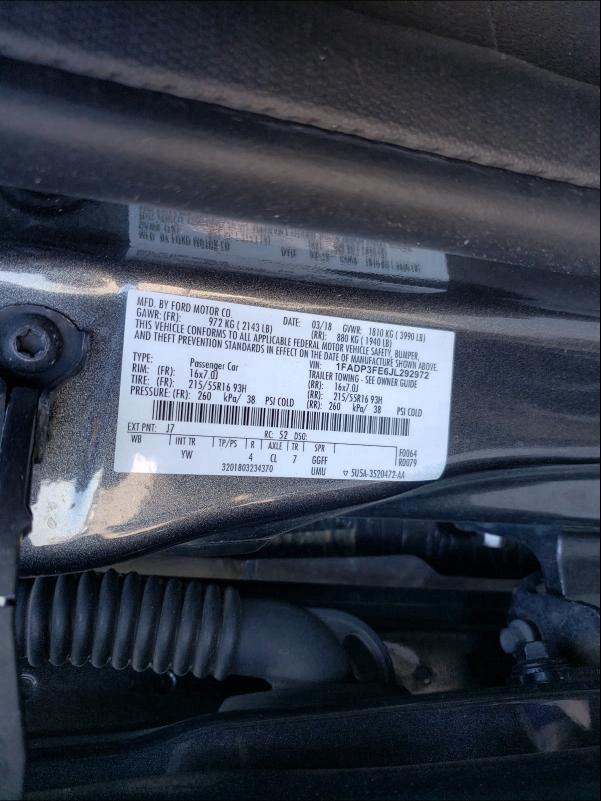 MFD. BY FORD MOTOR CO. DATE: 03/18 GVWR: 1810 KG ( 3990 LB)
GAWR: (FR): 972 KG ( 2143 LB) (RR): 880 KG ( 1940 LB)
THIS VEHICLE CONFORMS TO ALL APPLICABLE FEDERAL MOTOR VEHICLE SAFETY, BUMPER,
AND THEFT PREVENTION STANDARDS IN EFFECT ON THE DATE OF MANUFACTURE SHOWN ABOVE.
VIN: 1FADP3FE6JL292972
TYPE: Passenger Car TRAILER TOWING - SEE OWNER GUIDE
RIM: (FR): 16x7.0J (RR): 16x7.0J
TIRE: (FR): 215/55R16 93H (RR): 215/55R16 93H
PRESSURE: (FR): 260 kPa/ 38 PSI COLD (RR): 260 kPa/ 38 PSI COLD
EXT PNT: J7 RC: 52 DSO: F0064
WB INT TR TP/PS R AXLE TR SPR R0079
YW 4 CL 7 GGFF
3201803234370 UMU ▽ 5U5A-3520472-AA